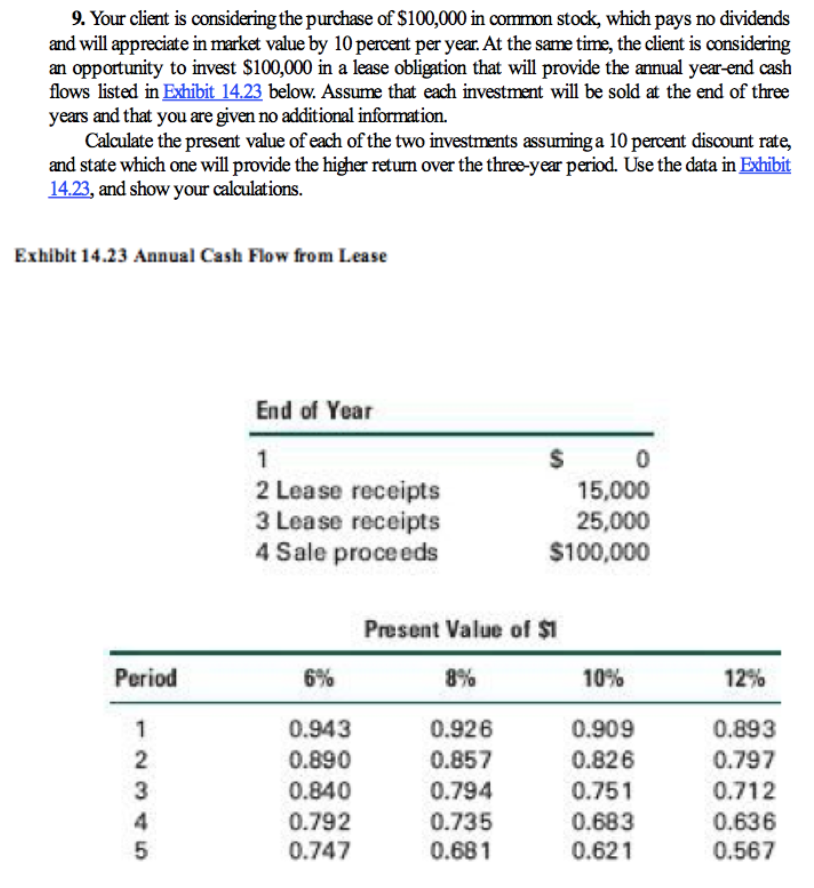 9. Your client is considering the purchase of $100,000 in common stock, which pays no dividends
and will appreciate in market value by 10 percent per year. At the same time, the client is considering
an opportunity to invest $100,000 in a lease obligation that will provide the annual year-end cash
flows listed in Exhibit 14.23 below. Assume that each investment will be sold at the end of three
years and that you are given no additional information.
Calculate the present value of each of the two investments assuming a 10 percent discount rate,
and state which one will provide the higher return over the three-year period. Use the data in Exhibit
14.23, and show your calculations.
Exhibit 14.23 Annual Cash Flow from Lease
End of Year
1 $ 0
2 Lease receipts 15,000
3 Lease receipts 25,000
4 Sale proceeds $100,000
Present Value of $1
Period 6% 8% 10% 12%
1 0.943 0.926 0.909 0.893
2 0.890 0.857 0.826 0.797
3 0.840 0.794 0.751 0.712
4 0.792 0.735 0.683 0.636
5 0.747 0.681 0.621 0.567